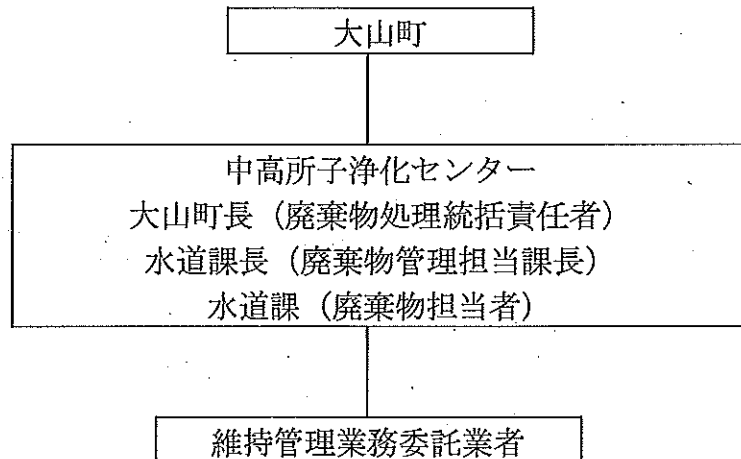 大山町
中高所子浄化センター
大山町長（廃棄物処理統括責任者）
水道課長（廃棄物管理担当課長）
水道課（廃棄物担当者）
維持管理業務委託業者